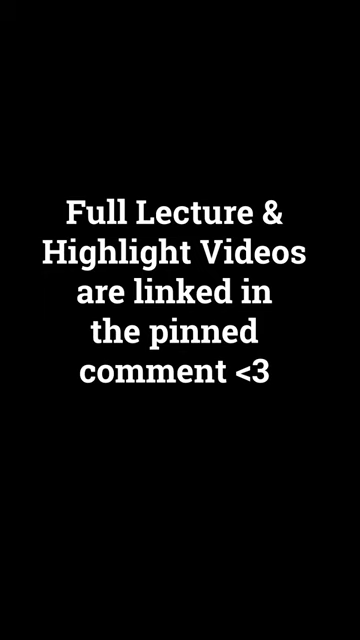 Full Lecture &
Highlight Videos
are linked in
the pinned
comment <3